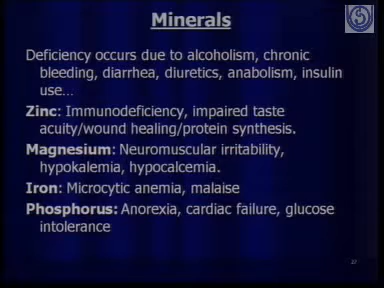 Minerals
Deficiency occurs due to alcoholism, chronic
bleeding, diarrhea, diuretics, anabolism, insulin
use...
Zinc: Immunodeficiency, impaired taste
acuity/wound healing/protein synthesis.
Magnesium: Neuromuscular irritability,
hypokalemia, hypocalcemia.
Iron: Microcytic anemia, malaise
Phosphorus: Anorexia, cardiac failure, glucose
intolerance